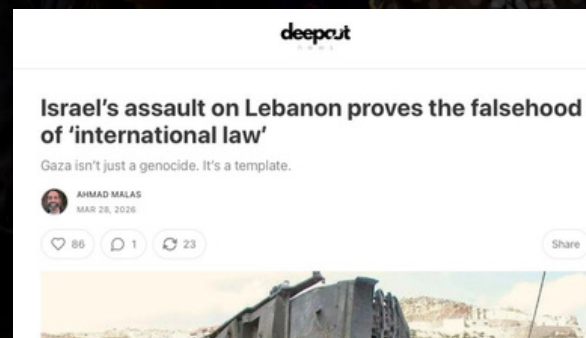 deepcut
news
Israel's assault on Lebanon proves the falsehood
of 'international law'
Gaza isn't just a genocide. It's a template.
AHMAD MALAS
MAR 28, 2026
86
1
23
Share